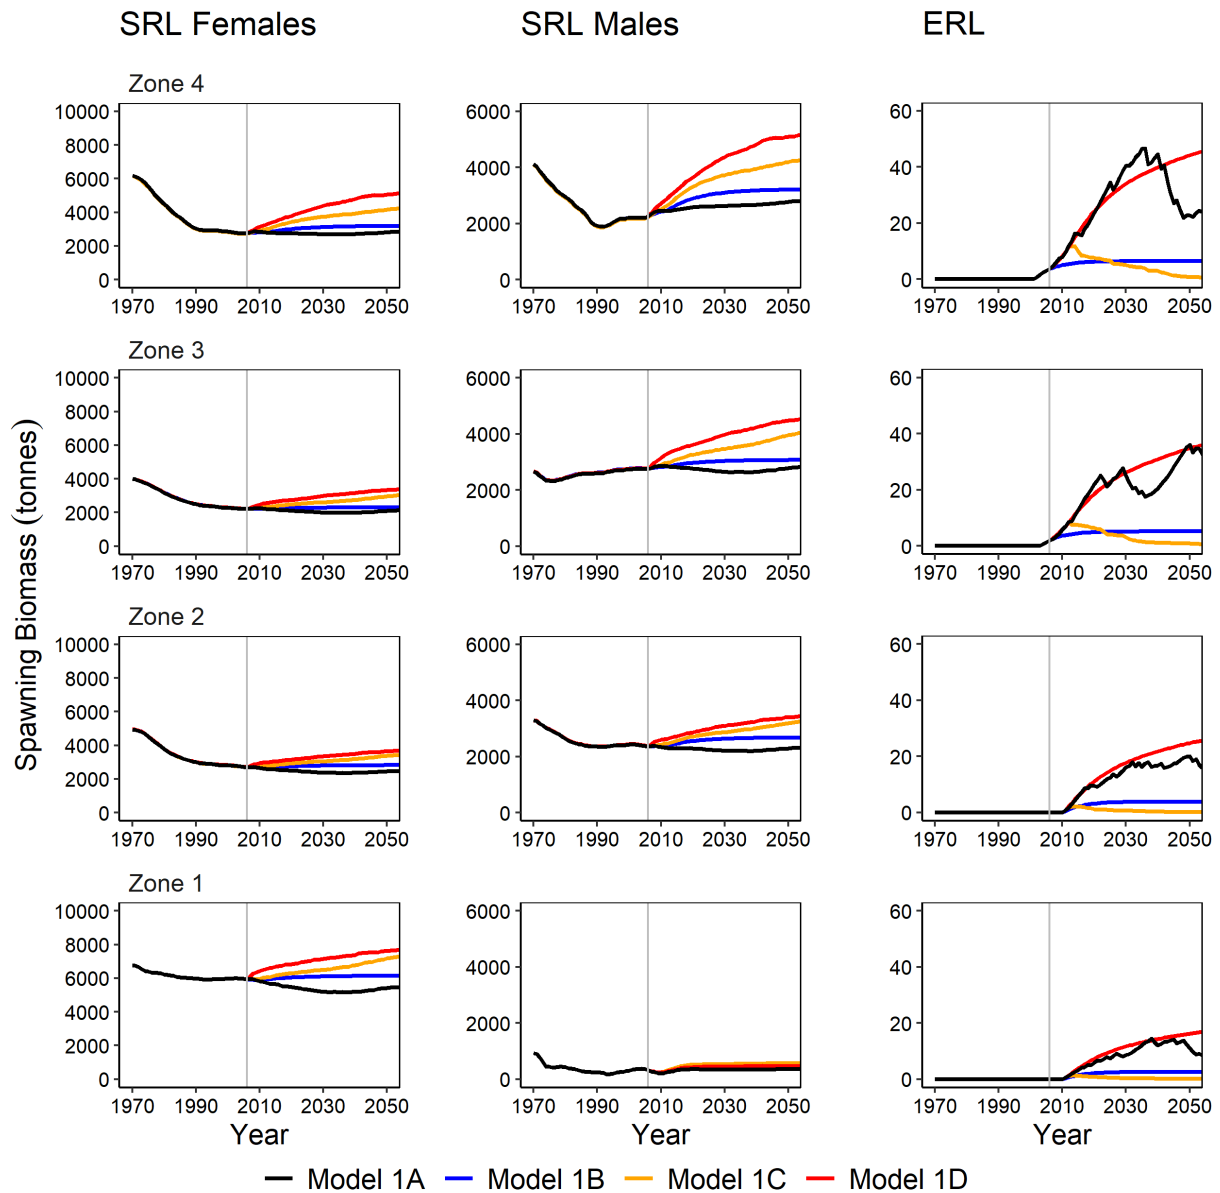 SRL Females SRL Males ERL
Zone 4
10000 8000 6000 4000 2000 0
6000 4000 2000 0
60 40 20 0
1970 1990 2010 2030 2050 1970 1990 2010 2030 2050 1970 1990 2010 2030 2050
Zone 3
10000 8000 6000 4000 2000 0
6000 4000 2000 0
60 40 20 0
1970 1990 2010 2030 2050 1970 1990 2010 2030 2050 1970 1990 2010 2030 2050
Spawning Biomass (tonnes)
Zone 2
10000 8000 6000 4000 2000 0
6000 4000 2000 0
60 40 20 0
1970 1990 2010 2030 2050 1970 1990 2010 2030 2050 1970 1990 2010 2030 2050
Zone 1
10000 8000 6000 4000 2000 0
6000 4000 2000 0
60 40 20 0
1970 1990 2010 2030 2050 1970 1990 2010 2030 2050 1970 1990 2010 2030 2050
Year Year Year
Model 1A Model 1B Model 1C Model 1D